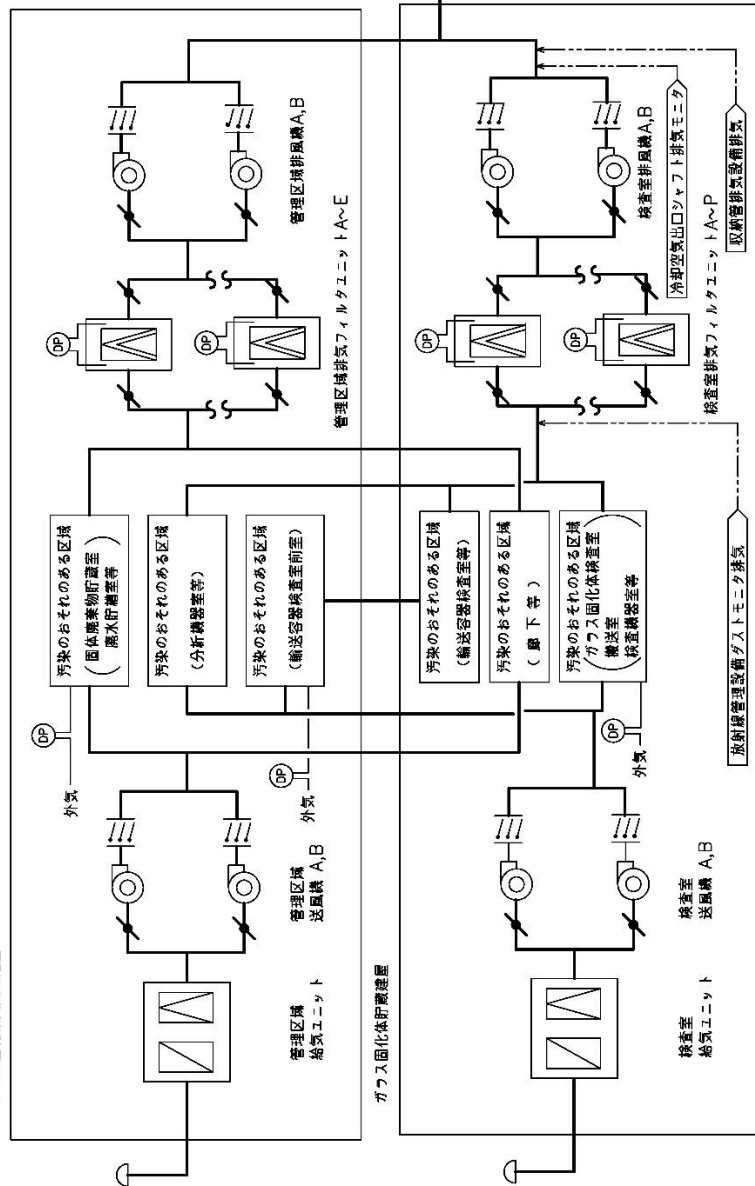 管理区域排風機A,B
管理区域排気フィルタユニットA~E
DP
DP
汚染のおそれのある区域
(固体廃棄物貯蔵室
廃水貯槽室等)
汚染のおそれのある区域
(分析機器室等)
汚染のおそれのある区域
(輸送容器検査室前室)
DP
外気
DP
外気
管理区域
送風機 A,B
管理区域
給気ユニット
ガラス固化体貯蔵建屋
検査室排風機A,B
冷却空気出口シャフト排気モニタ
収納管排気設備排気
検査室排気フィルタユニットA~P
DP
DP
汚染のおそれのある区域
(輸送容器検査室等)
汚染のおそれのある区域
(廊下等)
汚染のおそれのある区域
(ガラス固化体検査室
搬送室
検査機器室等)
放射線管理設備ダストモニタ排気
DP
外気
検査室
送風機 A,B
検査室
給気ユニット